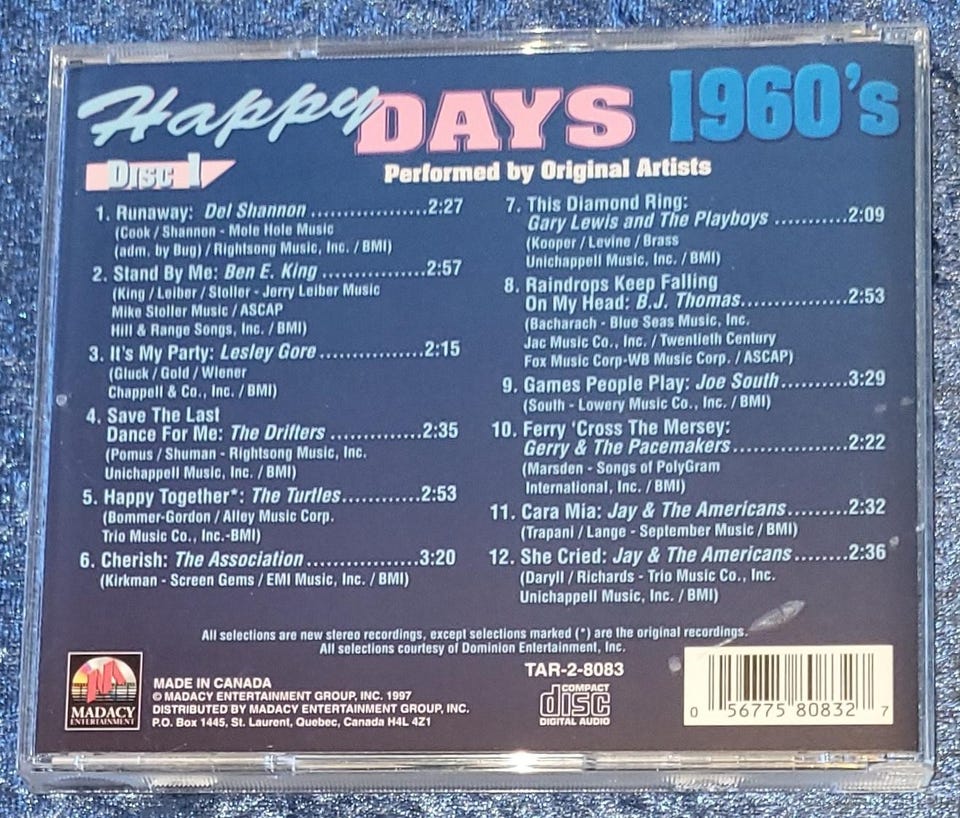 Happy DAYS 1960's
Disc 1
Performed by Original Artists
1. Runaway: Del Shannon ..................2:27
(Cook / Shannon - Mole Hole Music
(adm. by Bug) / Rightsong Music, Inc. / BMI)
2. Stand By Me: Ben E. King ................2:57
(King / Leiber / Stoller - Jerry Leiber Music
Mike Stoller Music / ASCAP
Hill & Range Songs, Inc. / BMI)
3. It's My Party: Lesley Gore ................2:15
(Gluck / Gold / Wiener
Chappell & Co., Inc. / BMI)
4. Save The Last
Dance For Me: The Drifters ..............2:35
(Pomus / Shuman - Rightsong Music, Inc.
Unichappell Music, Inc. / BMI)
5. Happy Together*: The Turtles............2:53
(Bommer-Gordon / Alley Music Corp.
Trio Music Co., Inc.-BMI)
6. Cherish: The Association .................3:20
(Kirkman - Screen Gems / EMI Music, Inc. / BMI)
7. This Diamond Ring:
Gary Lewis and The Playboys ...........2:09
(Kooper / Levine / Brass
Unichappell Music, Inc. / BMI)
8. Raindrops Keep Falling
On My Head: B.J. Thomas................2:53
(Bacharach - Blue Seas Music, Inc.
Jac Music Co., Inc. / Twentieth Century
Fox Music Corp-WB Music Corp. / ASCAP)
9. Games People Play: Joe South..........3:29
(South - Lowery Music Co., Inc. / BMI)
10. Ferry 'Cross The Mersey:
Gerry & The Pacemakers.................2:22
(Marsden - Songs of PolyGram
International, Inc. / BMI)
11. Cara Mia: Jay & The Americans.........2:32
(Trapani / Lange - September Music / BMI)
12. She Cried: Jay & The Americans........2:36
(Daryll / Richards - Trio Music Co., Inc.
Unichappell Music, Inc. / BMI)
All selections are new stereo recordings, except selections marked (*) are the original recordings.
All selections courtesy of Dominion Entertainment, Inc.
MADACY
ENTERTAINMENT
MADE IN CANADA
© MADACY ENTERTAINMENT GROUP, INC. 1997
DISTRIBUTED BY MADACY ENTERTAINMENT GROUP, INC.
P.O. Box 1445, St. Laurent, Quebec, Canada H4L 4Z1
TAR-2-8083
COMPACT
disc
DIGITAL AUDIO
0 56775 80832 7